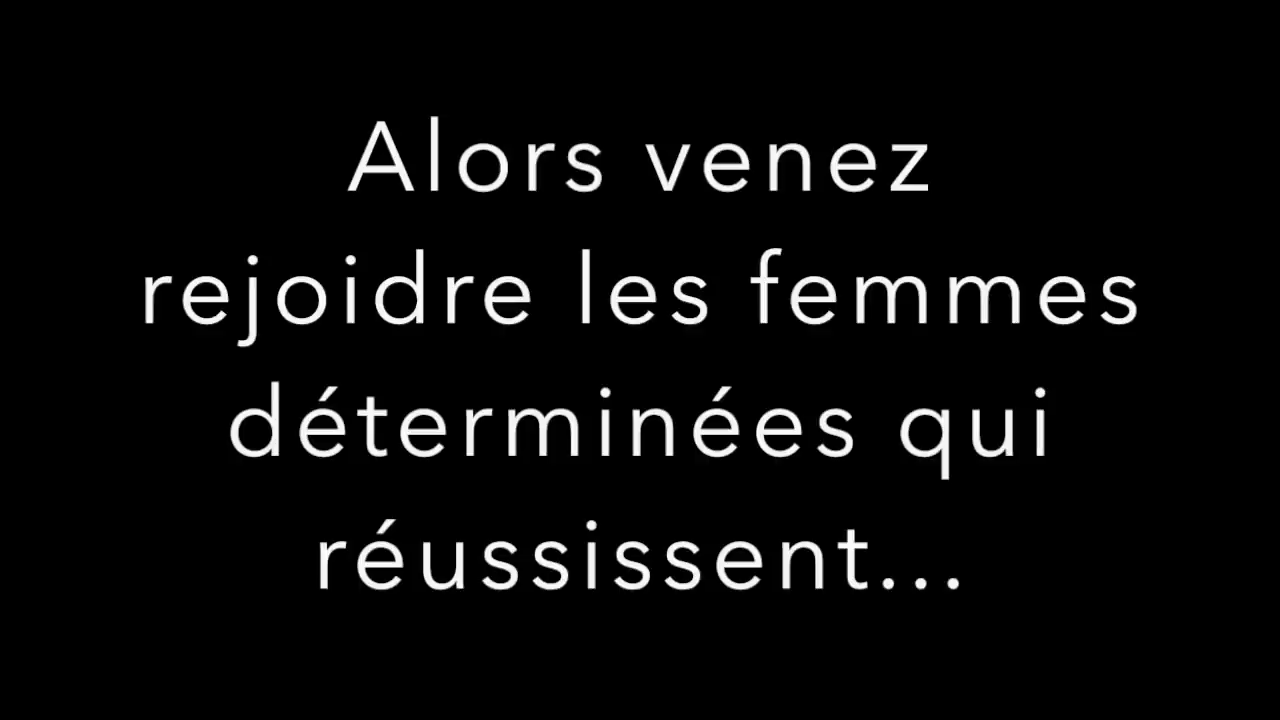 Alors venez
rejoidre les femmes
déterminées qui
réussissent...